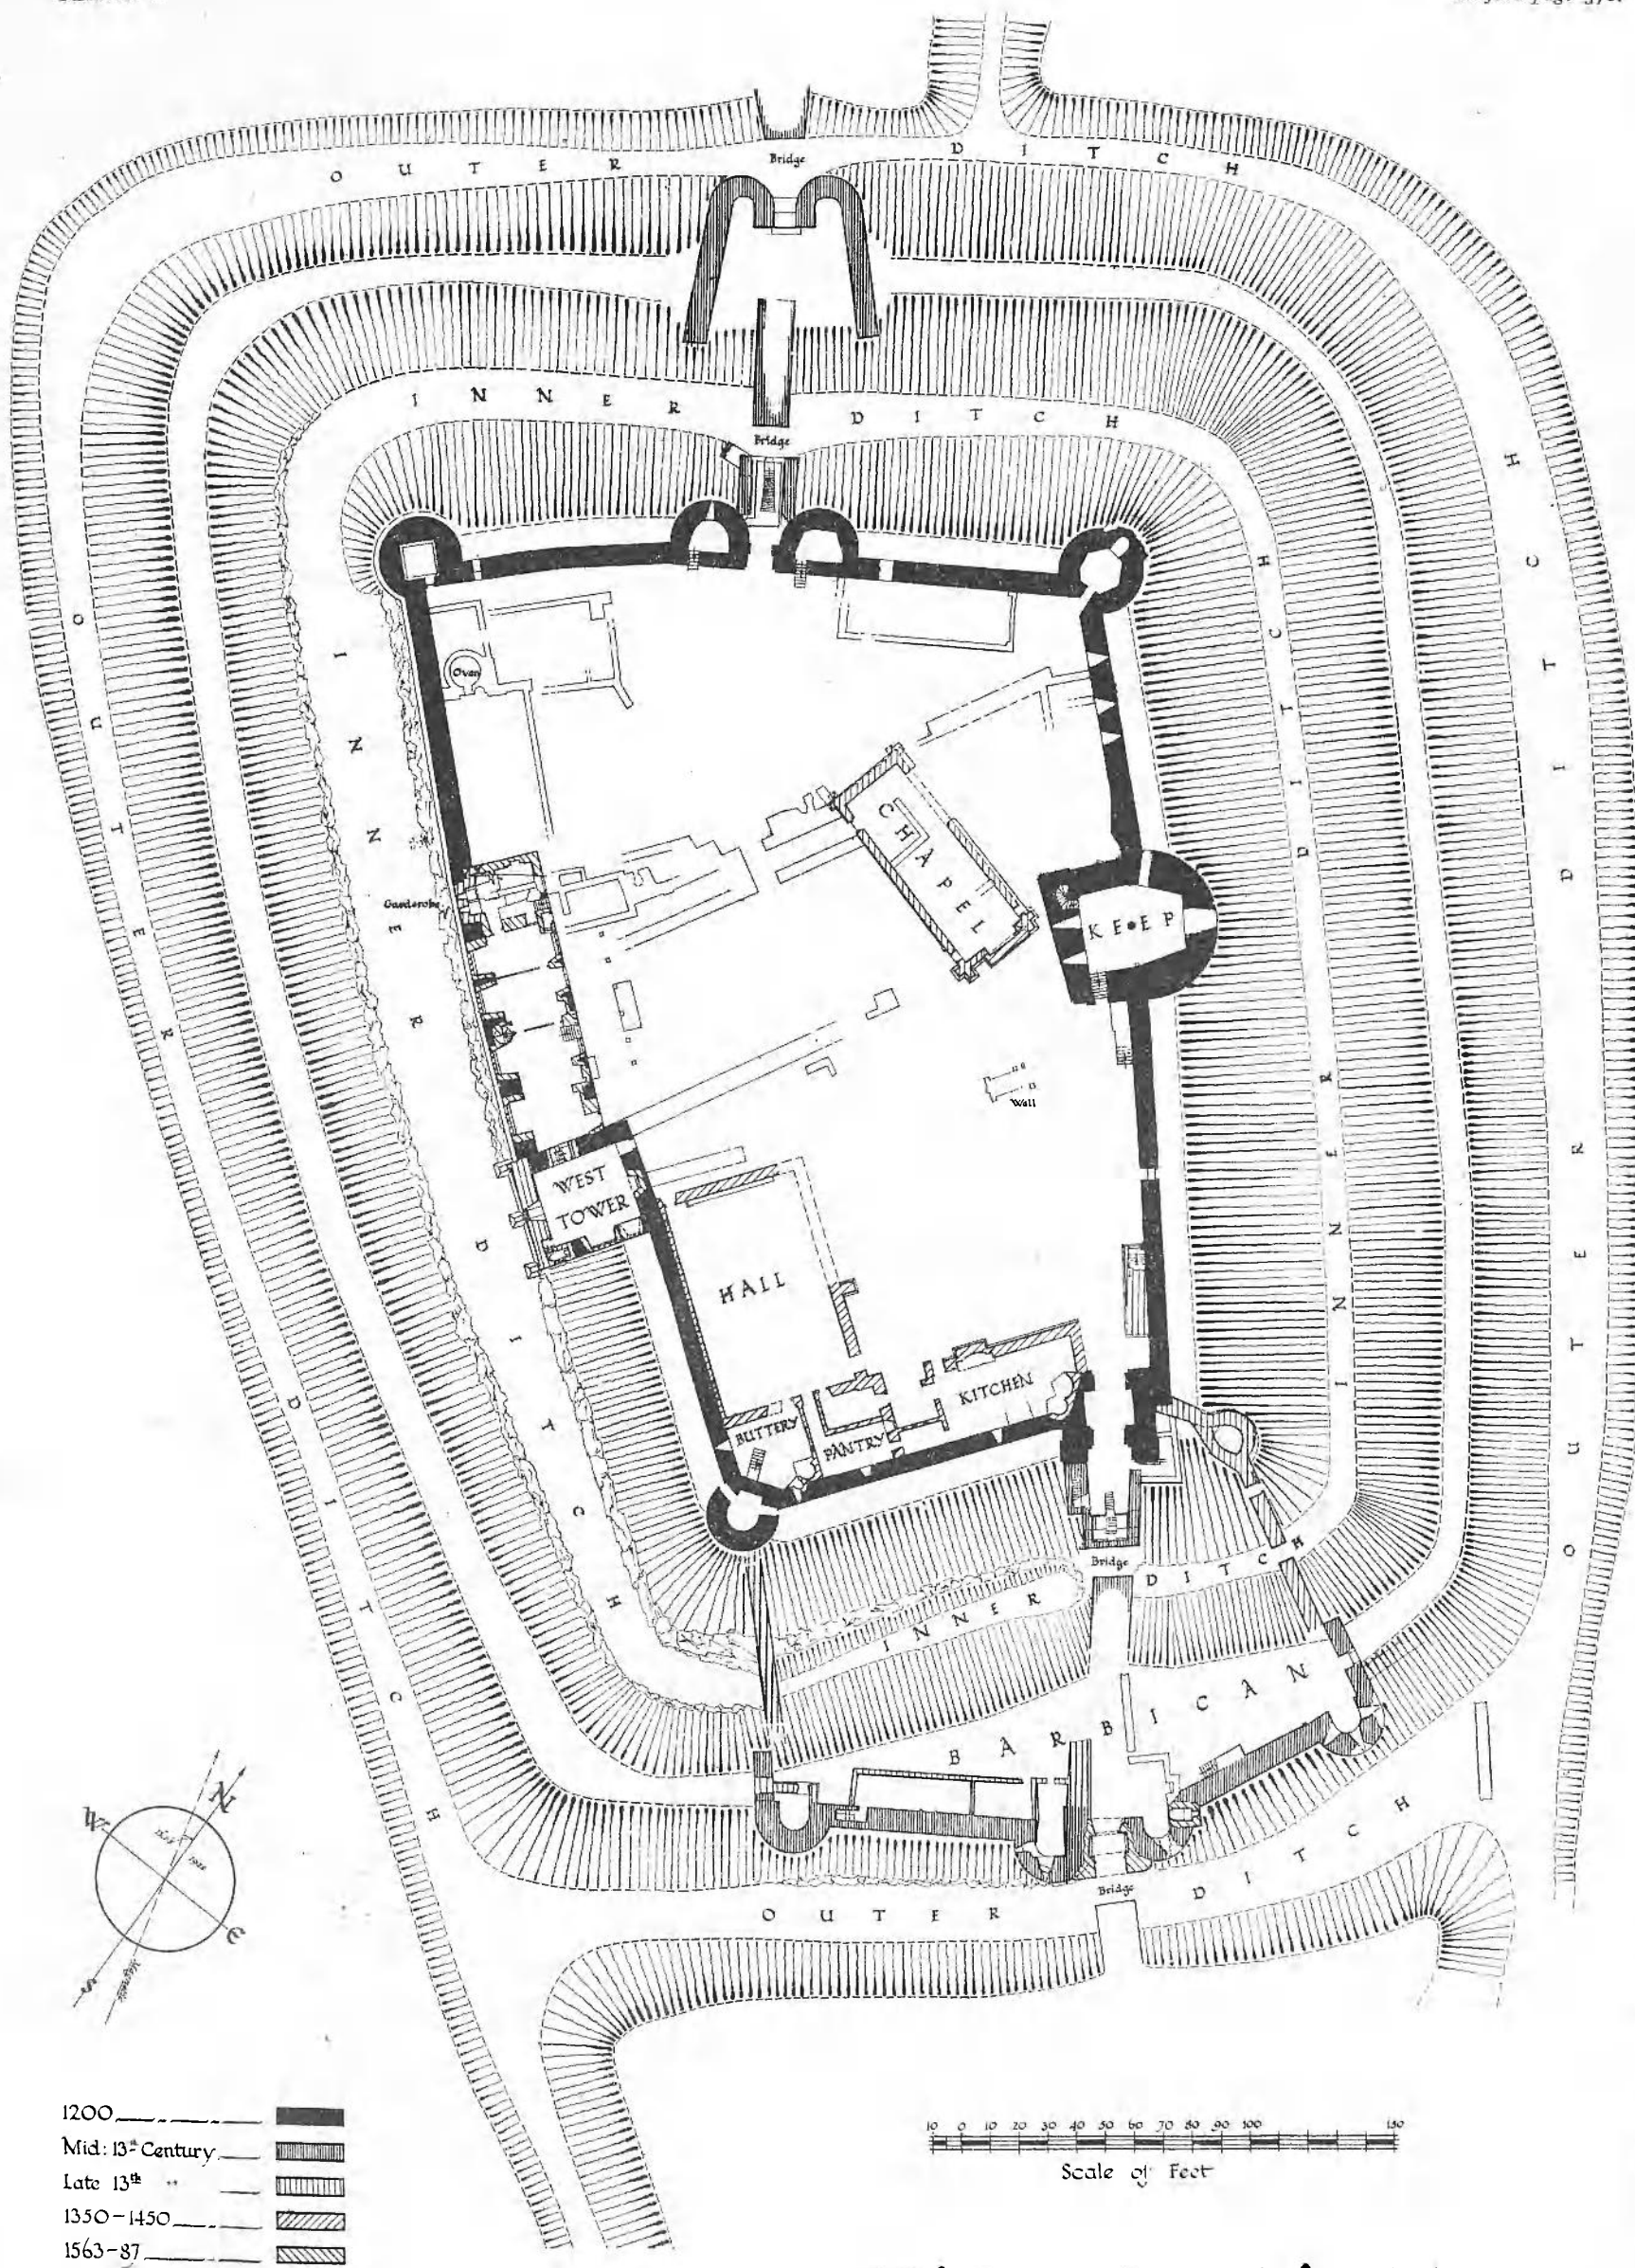 OUTER DITCH
Bridge
INNER DITCH
Bridge
DITCH
OUTER
INNER
DITCH
Oven
CHAPEL
Garderobe
KEEP
Well
WEST
TOWER
HALL
INNER
OUTER
DITCH
DITCH
KITCHEN
BUTTERY
PANTRY
Bridge
INNER DITCH
BARBICAN
Bridge
OUTER DITCH
N
W
E
S
1200
Mid: 13th Century
Late 13th "
1350-1450
1563-87
10 0 10 20 30 40 50 60 70 80 90 100 150
Scale of Feet